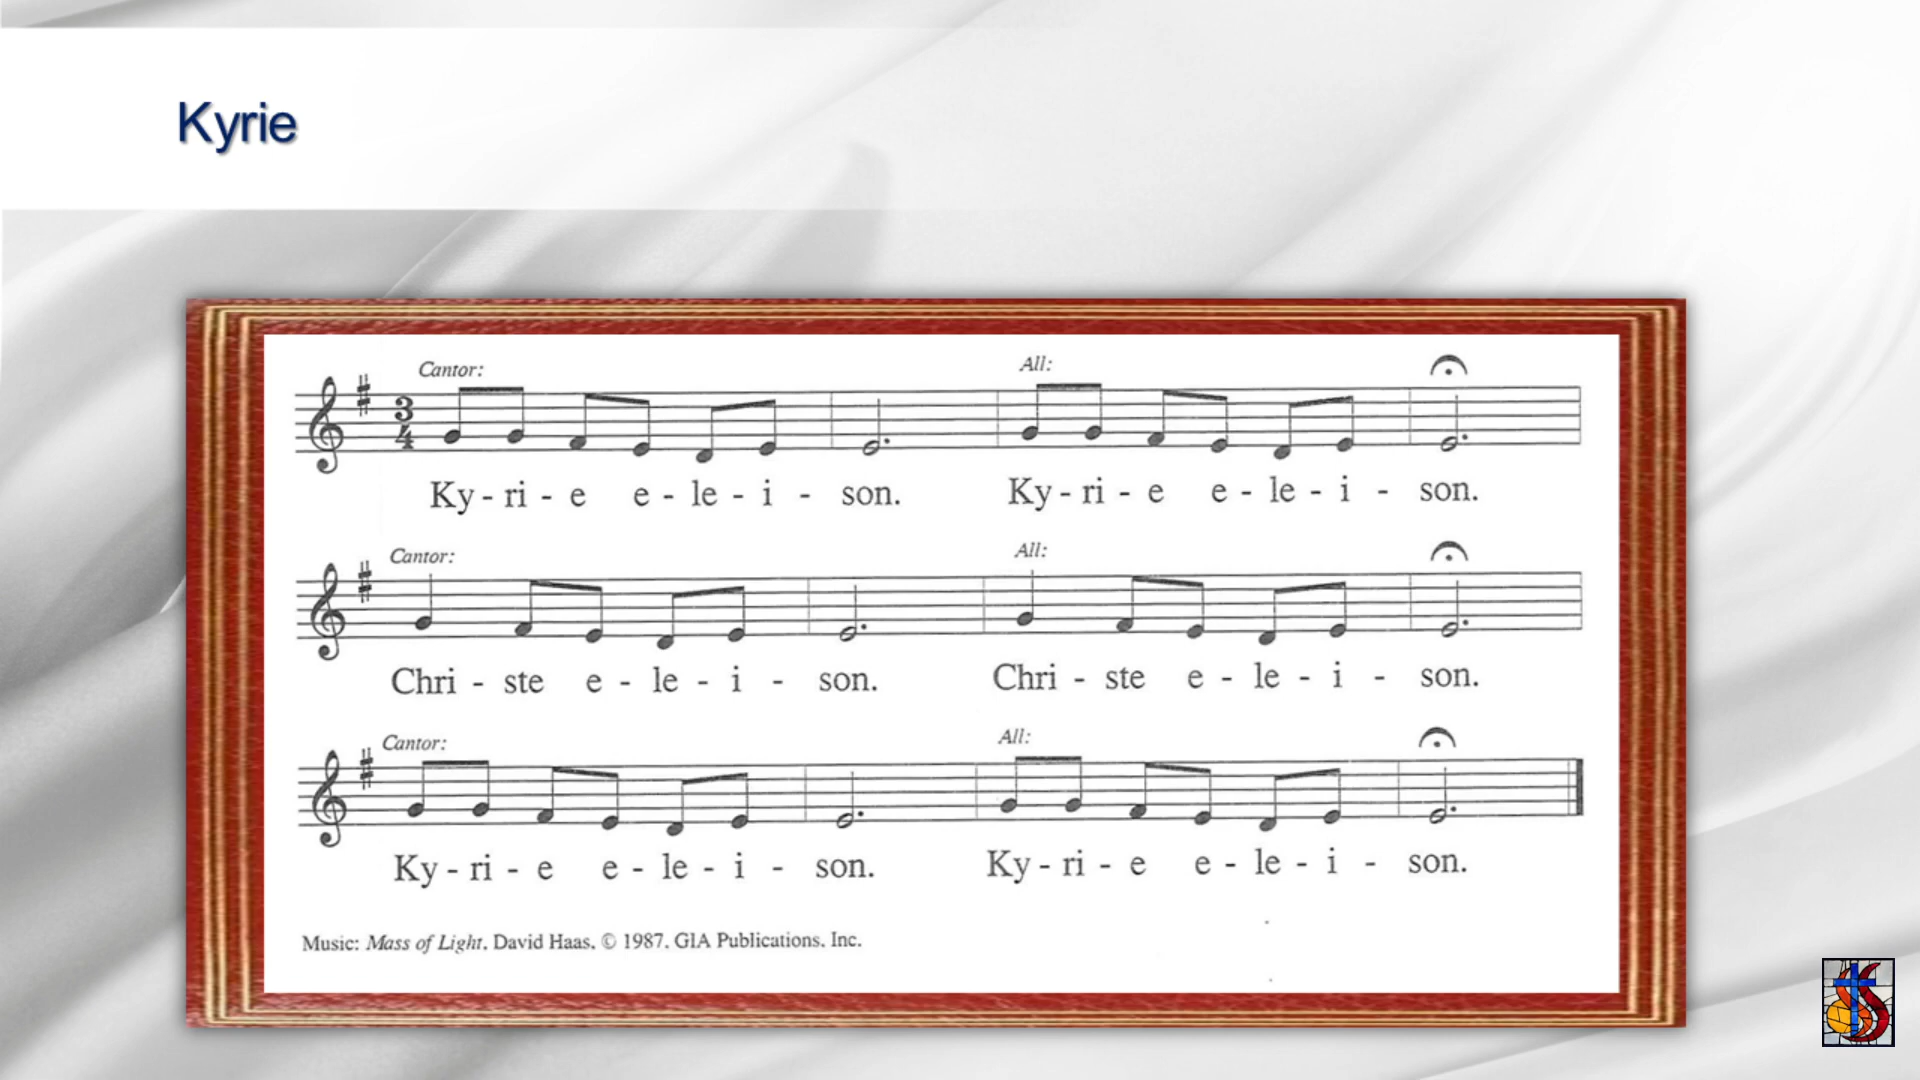 Kyrie
Cantor: All:
3
4
Ky - ri - e e - le - i - son. Ky - ri - e e - le - i - son.
Cantor: All:
Chri - ste e - le - i - son. Chri - ste e - le - i - son.
Cantor: All:
Ky - ri - e e - le - i - son. Ky - ri - e e - le - i - son.
Music: Mass of Light, David Haas, © 1987, GIA Publications, Inc.